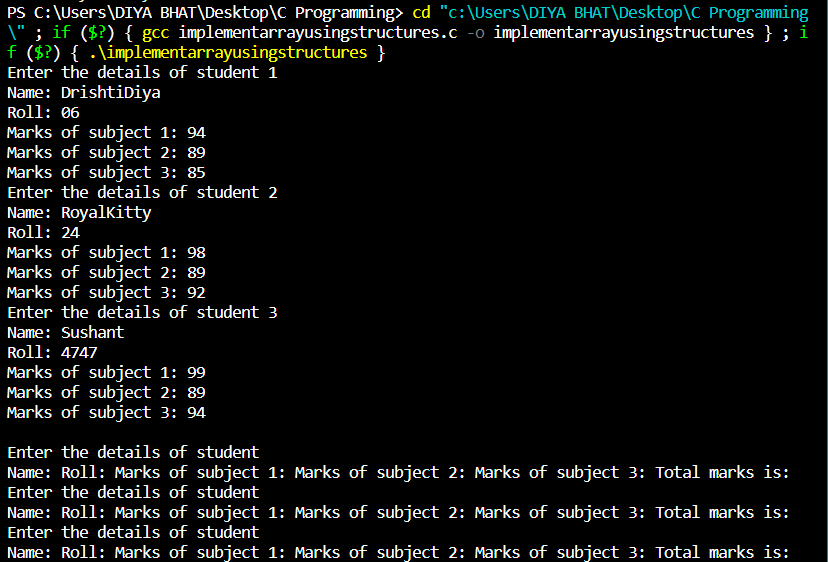 PS C:\Users\DIYA BHAT\Desktop\C Programming> cd "c:\Users\DIYA BHAT\Desktop\C Programming
\" ; if ($?) { gcc implementarrayusingstructures.c -o implementarrayusingstructures } ; i
f ($?) { .\implementarrayusingstructures }
Enter the details of student 1
Name: DrishtiDiya
Roll: 06
Marks of subject 1: 94
Marks of subject 2: 89
Marks of subject 3: 85
Enter the details of student 2
Name: RoyalKitty
Roll: 24
Marks of subject 1: 98
Marks of subject 2: 89
Marks of subject 3: 92
Enter the details of student 3
Name: Sushant
Roll: 4747
Marks of subject 1: 99
Marks of subject 2: 89
Marks of subject 3: 94
Enter the details of student
Name: Roll: Marks of subject 1: Marks of subject 2: Marks of subject 3: Total marks is:
Enter the details of student
Name: Roll: Marks of subject 1: Marks of subject 2: Marks of subject 3: Total marks is:
Enter the details of student
Name: Roll: Marks of subject 1: Marks of subject 2: Marks of subject 3: Total marks is: